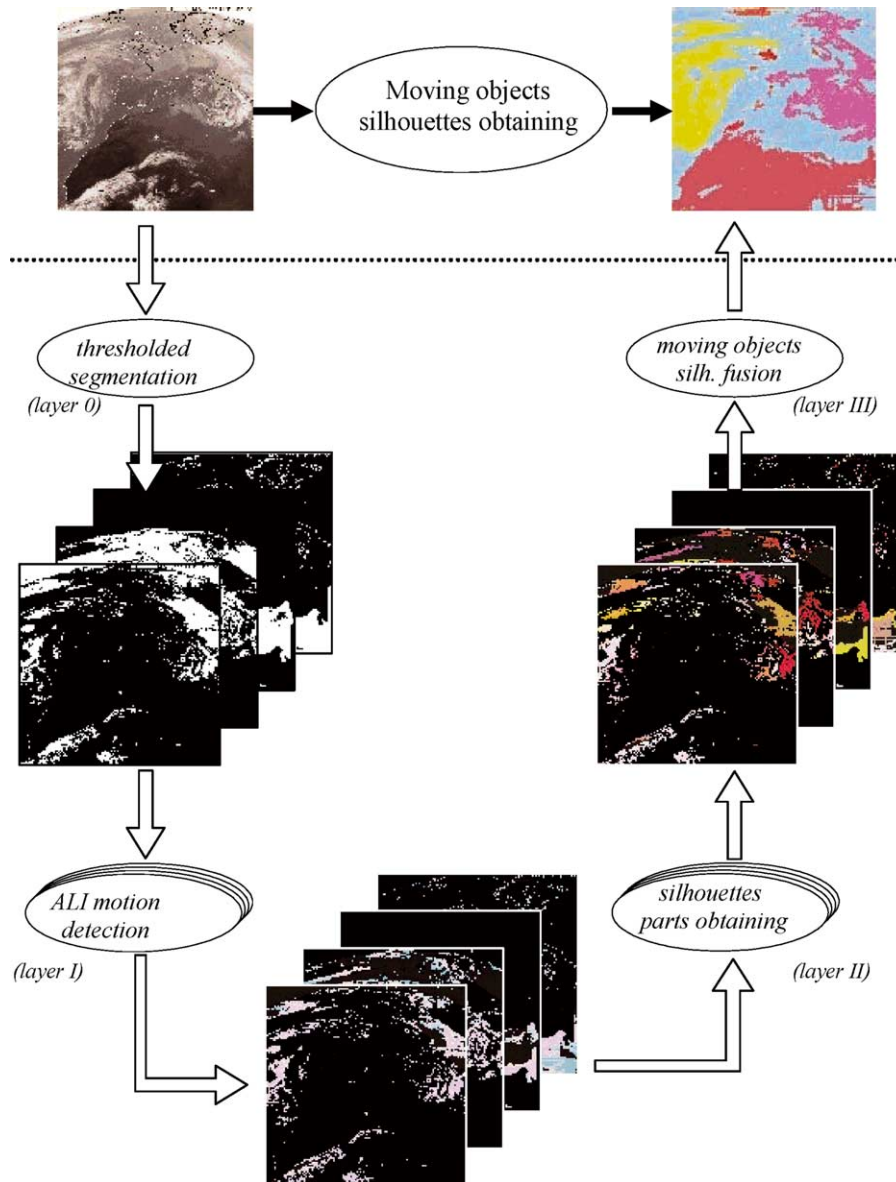 Moving objects
silhouettes obtaining
thresholded
segmentation
(layer 0)
moving objects
silh. fusion
(layer III)
ALI motion
detection
(layer I)
silhouettes
parts obtaining
(layer II)